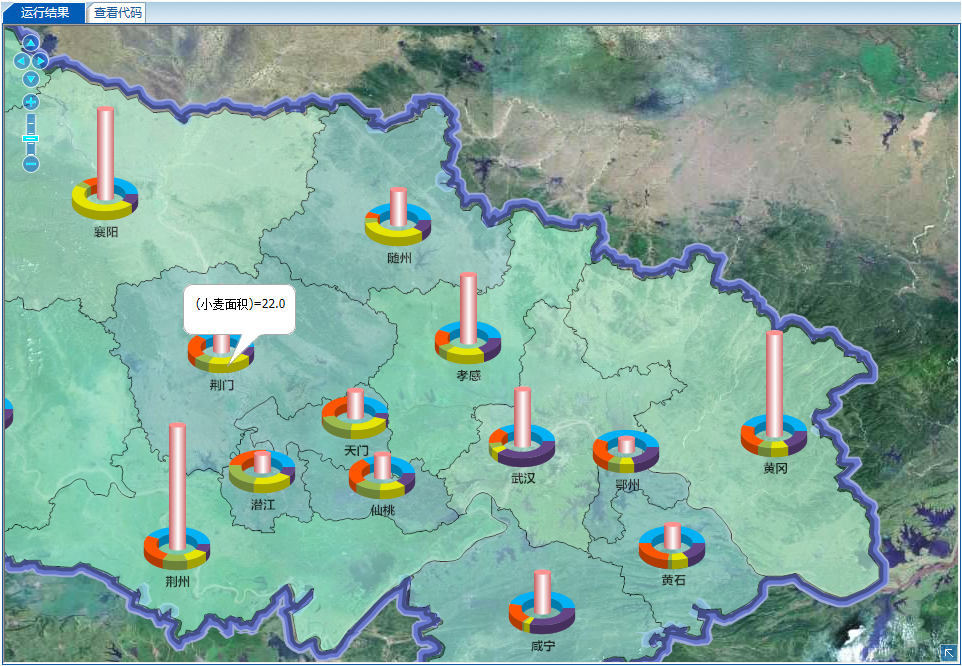 运行结果
查看代码
襄阳
随州
(小麦面积)=22.0
荆门
孝感
天门
武汉
黄冈
潜江
仙桃
鄂州
荆州
黄石
咸宁